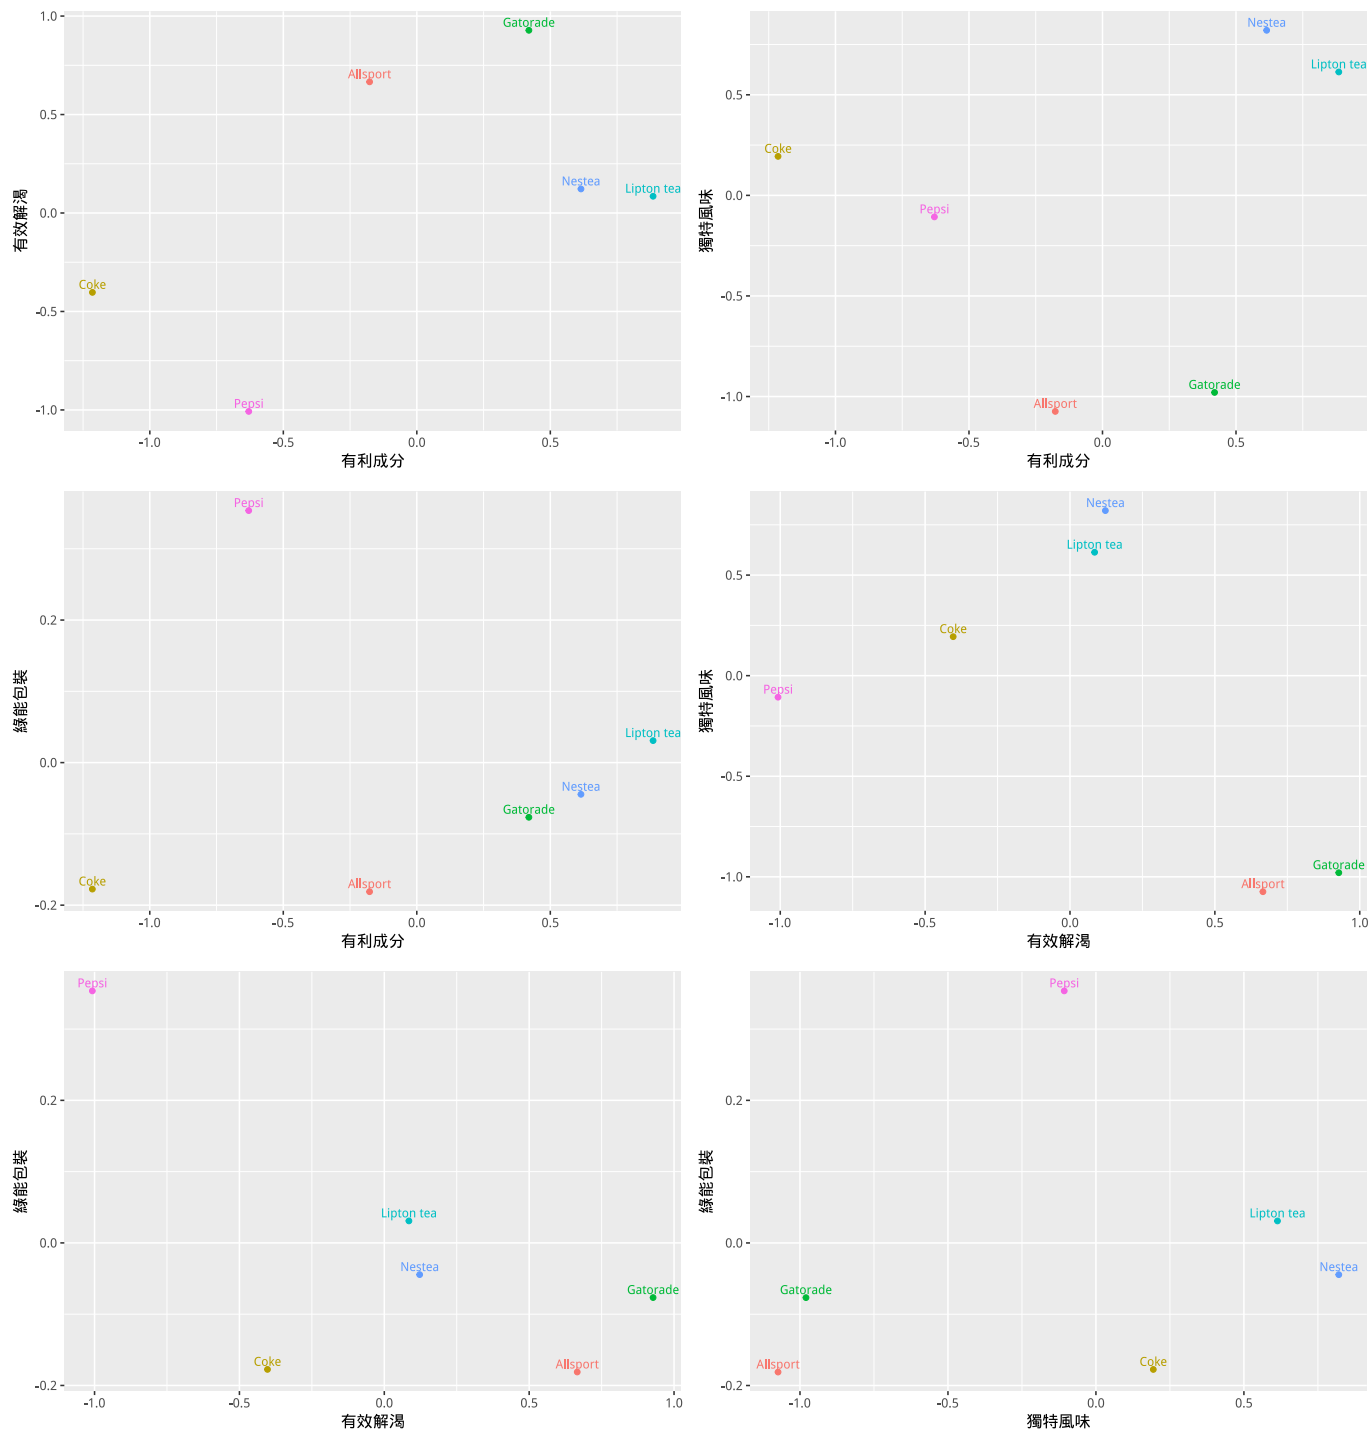 1.0
0.5
0.0
-0.5
-1.0
有效解渴
Gatorade
Allsport
Nestea
Lipton tea
Coke
Pepsi
-1.0 -0.5 0.0 0.5
有利成分
0.5
0.0
-0.5
-1.0
獨特風味
Nestea
Lipton tea
Coke
Pepsi
Gatorade
Allsport
-1.0 -0.5 0.0 0.5
有利成分
0.2
0.0
-0.2
綠能包裝
Pepsi
Lipton tea
Nestea
Gatorade
Coke
Allsport
-1.0 -0.5 0.0 0.5
有利成分
0.5
0.0
-0.5
-1.0
獨特風味
Nestea
Lipton tea
Coke
Pepsi
Gatorade
Allsport
-1.0 -0.5 0.0 0.5 1.0
有效解渴
0.2
0.0
-0.2
綠能包裝
Pepsi
Lipton tea
Nestea
Gatorade
Coke
Allsport
-1.0 -0.5 0.0 0.5 1.0
有效解渴
0.2
0.0
-0.2
綠能包裝
Pepsi
Lipton tea
Nestea
Gatorade
Coke
Allsport
-1.0 -0.5 0.0 0.5
獨特風味